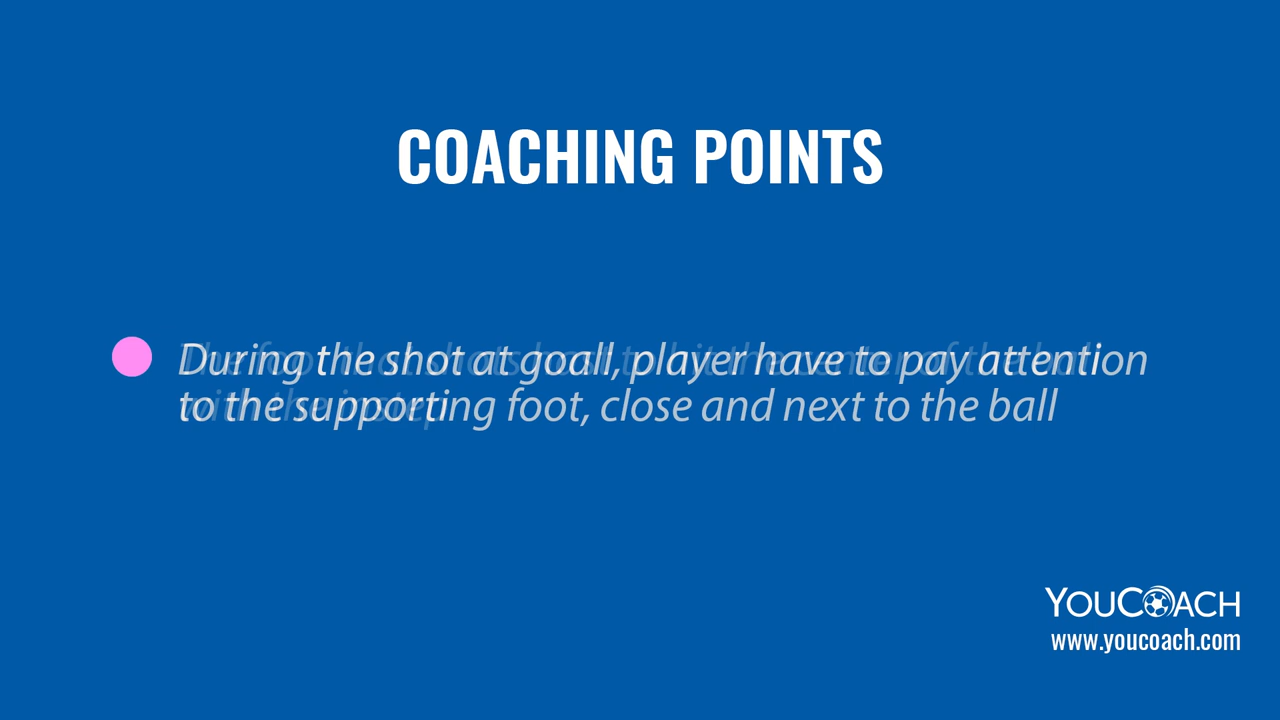 COACHING POINTS
During the shot at goall, player have to pay attention
to the supporting foot, close and next to the ball
YOUCOACH
www.youcoach.com